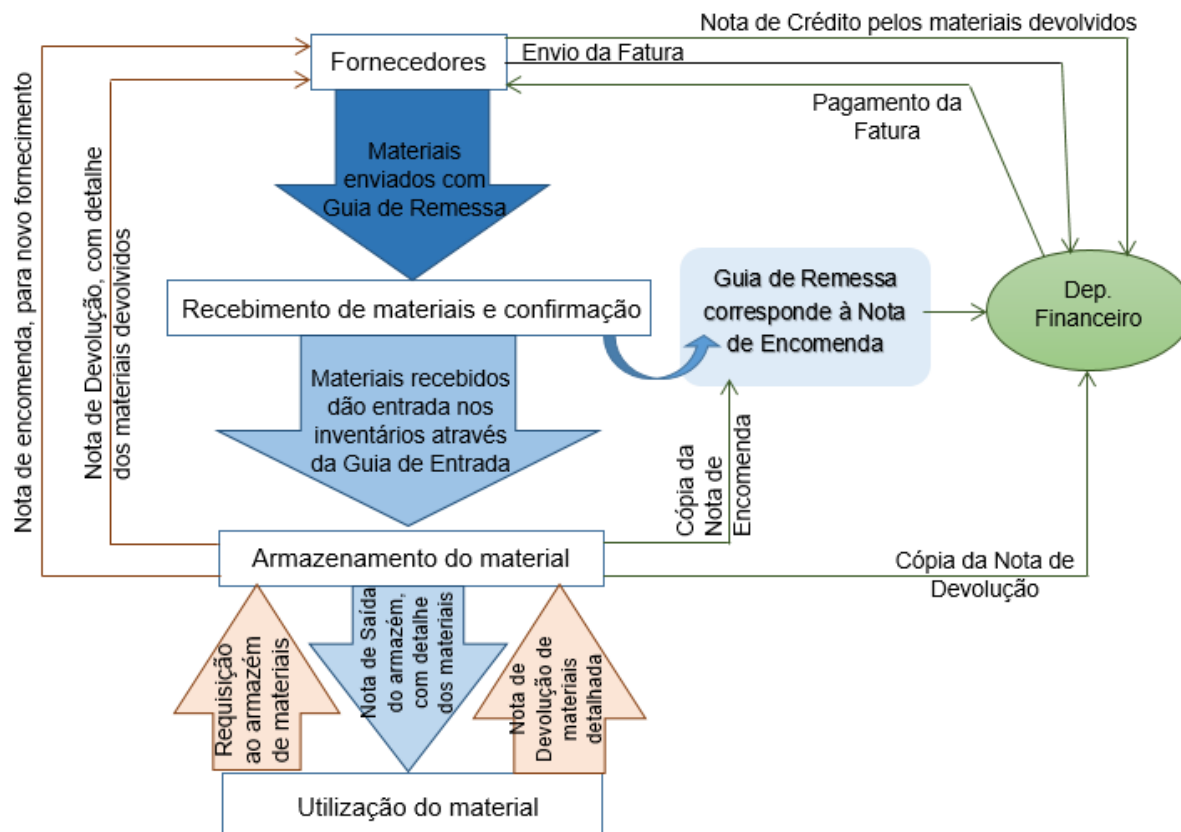 Nota de Crédito pelos materiais devolvidos
Fornecedores
Envio da Fatura
Pagamento da
Fatura
Nota de encomenda, para novo fornecimento
Nota de Devolução, com detalhe
dos materiais devolvidos
Materiais
enviados com
Guia de Remessa
Recebimento de materiais e confirmação
Guia de Remessa
corresponde à Nota
de Encomenda
Dep.
Financeiro
Materiais recebidos
dão entrada nos
inventários através
da Guia de Entrada
Cópia da
Nota de
Encomenda
Armazenamento do material
Cópia da Nota de
Devolução
Requisição
ao armazém
de materiais
Nota de Saída
do armazém,
com detalhe
dos materiais
Nota de
Devolução de
materiais
detalhada
Utilização do material